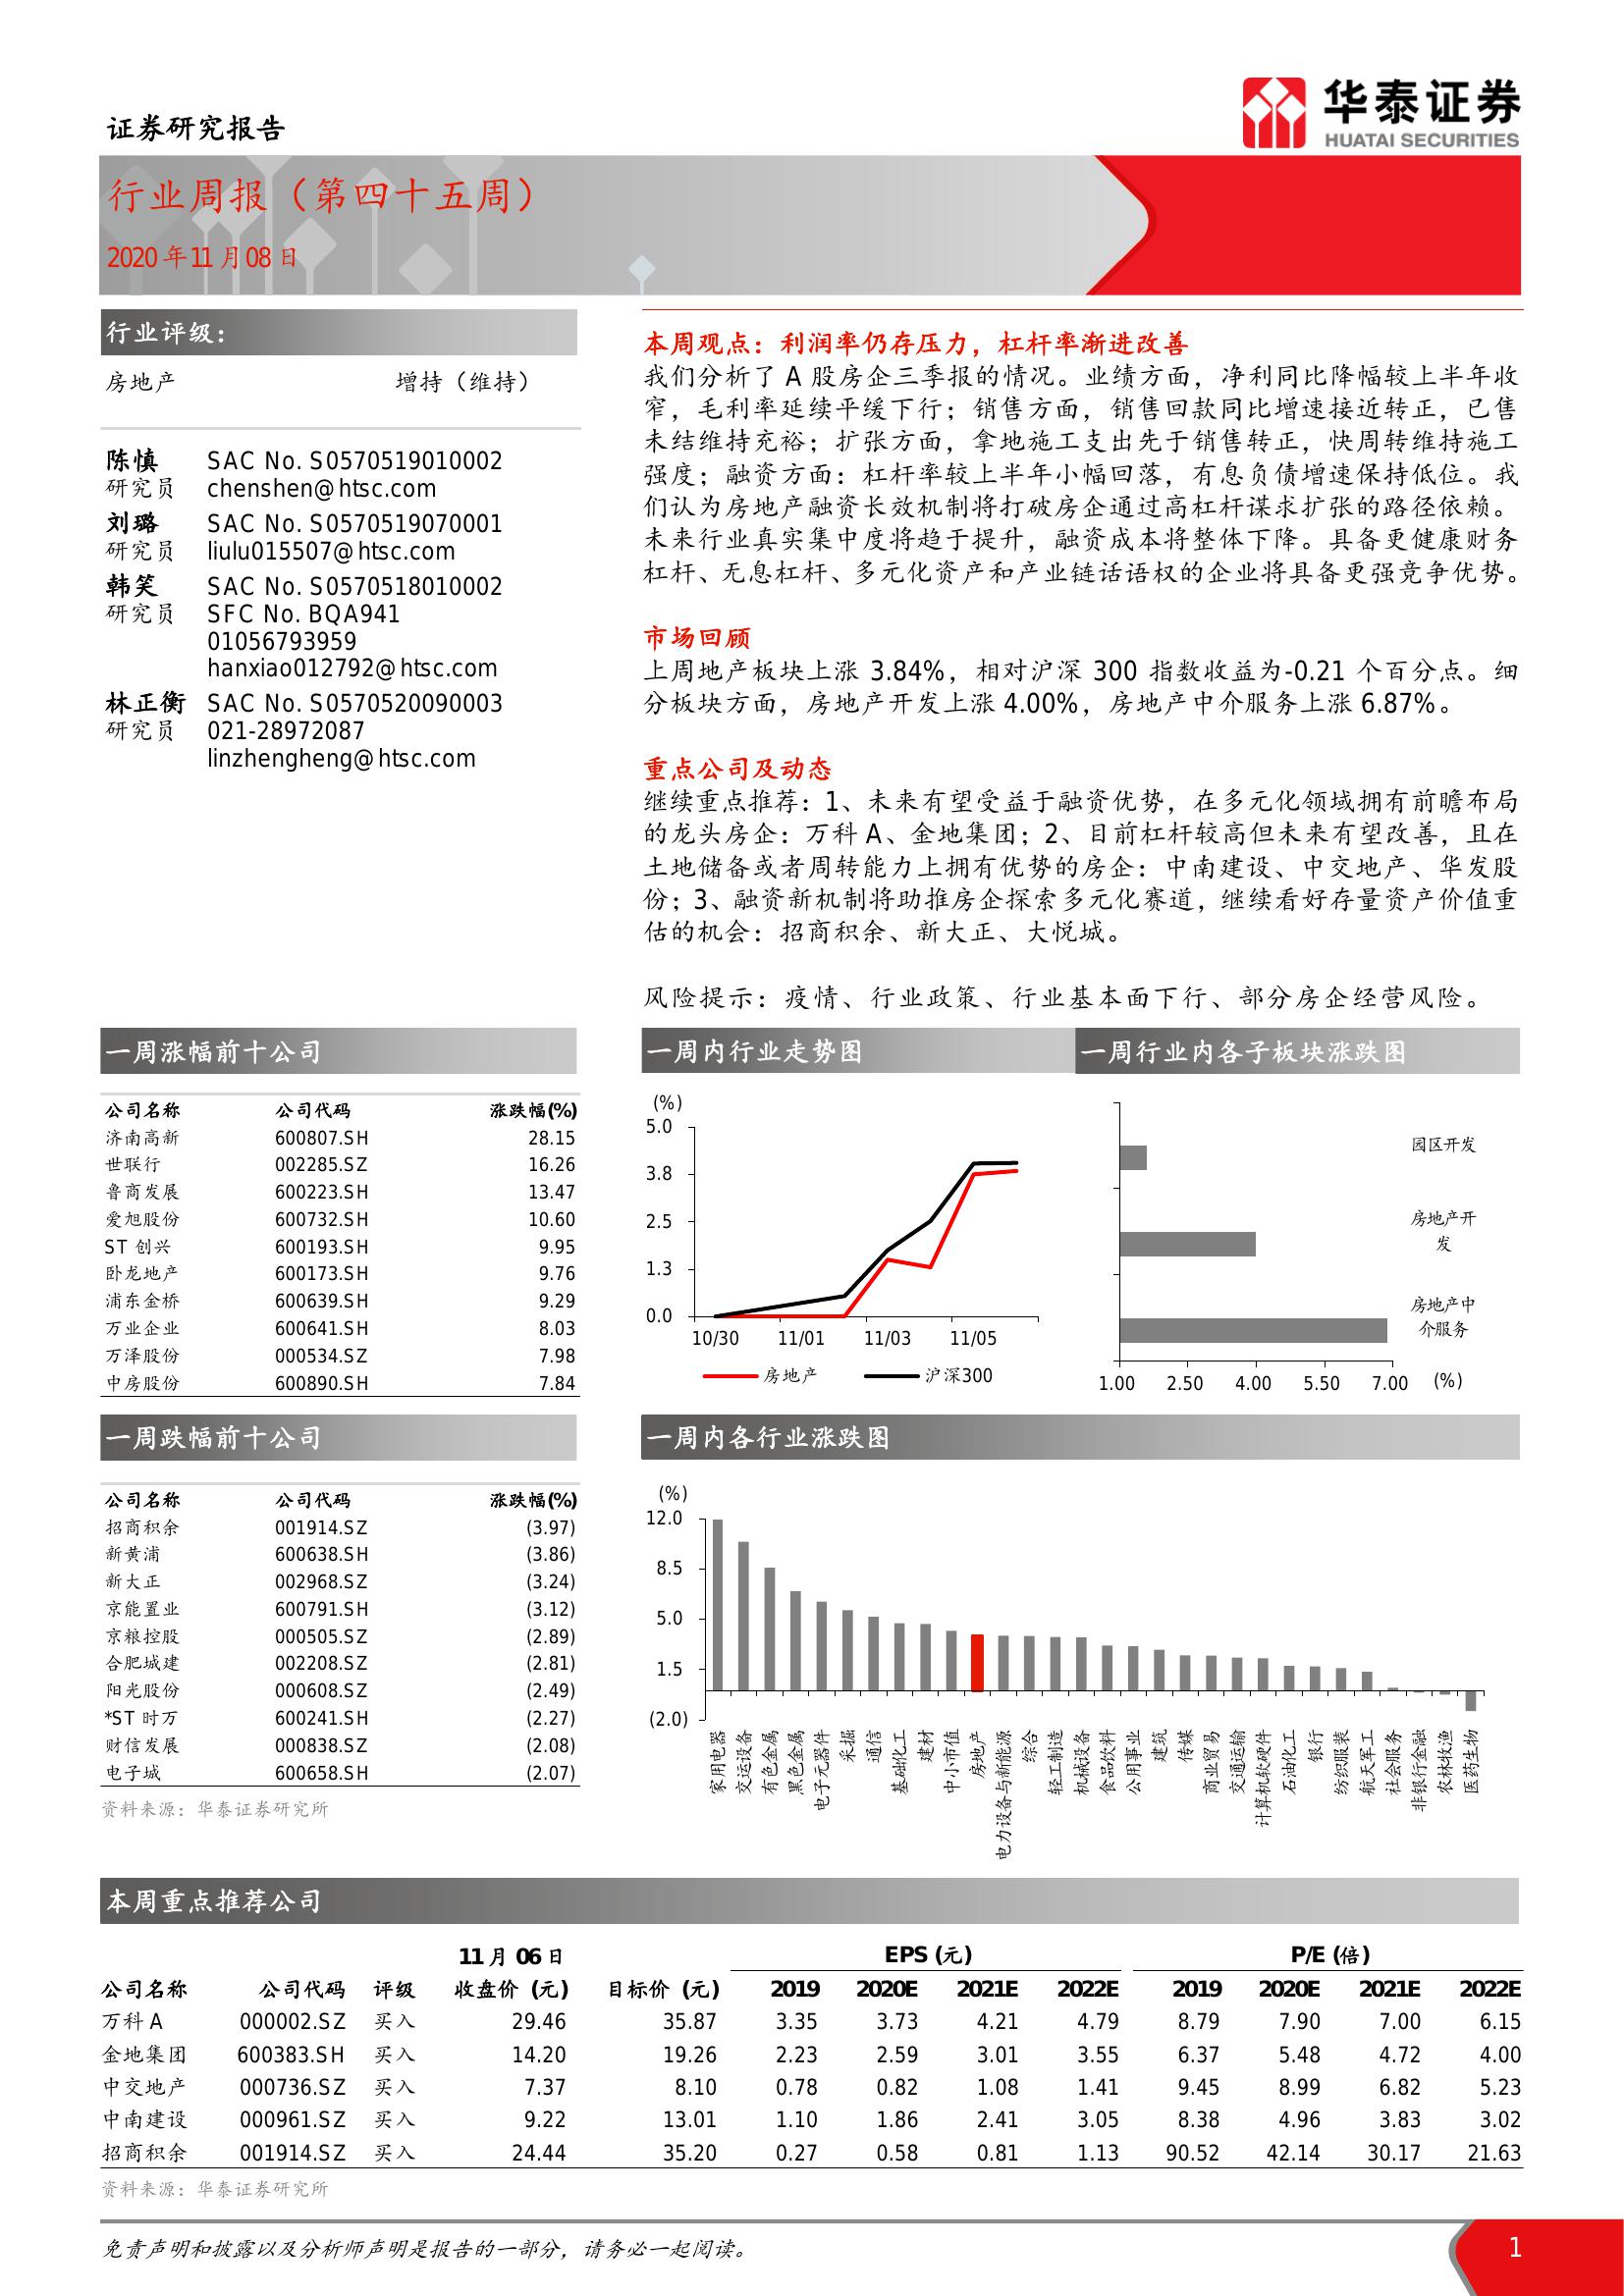 证券研究报告
华泰证券
HUATAI SECURITIES
行业周报（第四十五周）
2020 年 11 月 08 日
行业评级：
房地产 增持（维持）
陈慎 SAC No. S0570519010002
研究员 chenshen@htsc.com
刘璐 SAC No. S0570519070001
研究员 liulu015507@htsc.com
韩笑 SAC No. S0570518010002
研究员 SFC No. BQA941
01056793959
hanxiao012792@htsc.com
林正衡 SAC No. S0570520090003
研究员 021-28972087
linzhengheng@htsc.com
本周观点：利润率仍存压力，杠杆率渐进改善
我们分析了 A 股房企三季报的情况。业绩方面，净利同比降幅较上半年收
窄，毛利率延续平缓下行；销售方面，销售回款同比增速接近转正，已售
未结维持充裕；扩张方面，拿地施工支出先于销售转正，快周转维持施工
强度；融资方面：杠杆率较上半年小幅回落，有息负债增速保持低位。我
们认为房地产融资长效机制将打破房企通过高杠杆谋求扩张的路径依赖。
未来行业真实集中度将趋于提升，融资成本将整体下降。具备更健康财务
杠杆、无息杠杆、多元化资产和产业链话语权的企业将具备更强竞争优势。
市场回顾
上周地产板块上涨 3.84%，相对沪深 300 指数收益为-0.21 个百分点。细
分板块方面，房地产开发上涨 4.00%，房地产中介服务上涨 6.87%。
重点公司及动态
继续重点推荐：1、未来有望受益于融资优势，在多元化领域拥有前瞻布局
的龙头房企：万科 A、金地集团；2、目前杠杆较高但未来有望改善，且在
土地储备或者周转能力上拥有优势的房企：中南建设、中交地产、华发股
份；3、融资新机制将助推房企探索多元化赛道，继续看好存量资产价值重
估的机会：招商积余、新大正、大悦城。
风险提示：疫情、行业政策、行业基本面下行、部分房企经营风险。
一周涨幅前十公司
公司名称 公司代码 涨跌幅(%)
济南高新 600807.SH 28.15
世联行 002285.SZ 16.26
鲁商发展 600223.SH 13.47
爱旭股份 600732.SH 10.60
ST 创兴 600193.SH 9.95
卧龙地产 600173.SH 9.76
浦东金桥 600639.SH 9.29
万业企业 600641.SH 8.03
万泽股份 000534.SZ 7.98
中房股份 600890.SH 7.84
一周内行业走势图
(%)
5.0
3.8
2.5
1.3
0.0
10/30 11/01 11/03 11/05
房地产 沪深300
一周行业内各子板块涨跌图
园区开发
房地产开
发
房地产中
介服务
1.00 2.50 4.00 5.50 7.00 (%)
一周跌幅前十公司
公司名称 公司代码 涨跌幅(%)
招商积余 001914.SZ (3.97)
新黄浦 600638.SH (3.86)
新大正 002968.SZ (3.24)
京能置业 600791.SH (3.12)
京粮控股 000505.SZ (2.89)
合肥城建 002208.SZ (2.81)
阳光股份 000608.SZ (2.49)
*ST 时万 600241.SH (2.27)
财信发展 000838.SZ (2.08)
电子城 600658.SH (2.07)
资料来源：华泰证券研究所
一周内各行业涨跌图
(%)
12.0
8.5
5.0
1.5
(2.0)
家用电器
交运设备
有色金属
黑色金属
电子元器件
采掘
通信
基础化工
建材
中小市值
房地产
电力设备与新能源
综合
轻工制造
机械设备
食品饮料
公用事业
建筑
传媒
商业贸易
交通运输
计算机软硬件
石油化工
银行
纺织服装
航天军工
社会服务
非银行金融
农林牧渔
医药生物
本周重点推荐公司
11 月 06 日 EPS (元) P/E (倍)
公司名称 公司代码 评级 收盘价 (元) 目标价 (元) 2019 2020E 2021E 2022E 2019 2020E 2021E 2022E
万科 A 000002.SZ 买入 29.46 35.87 3.35 3.73 4.21 4.79 8.79 7.90 7.00 6.15
金地集团 600383.SH 买入 14.20 19.26 2.23 2.59 3.01 3.55 6.37 5.48 4.72 4.00
中交地产 000736.SZ 买入 7.37 8.10 0.78 0.82 1.08 1.41 9.45 8.99 6.82 5.23
中南建设 000961.SZ 买入 9.22 13.01 1.10 1.86 2.41 3.05 8.38 4.96 3.83 3.02
招商积余 001914.SZ 买入 24.44 35.20 0.27 0.58 0.81 1.13 90.52 42.14 30.17 21.63
资料来源：华泰证券研究所
免责声明和披露以及分析师声明是报告的一部分，请务必一起阅读。 1